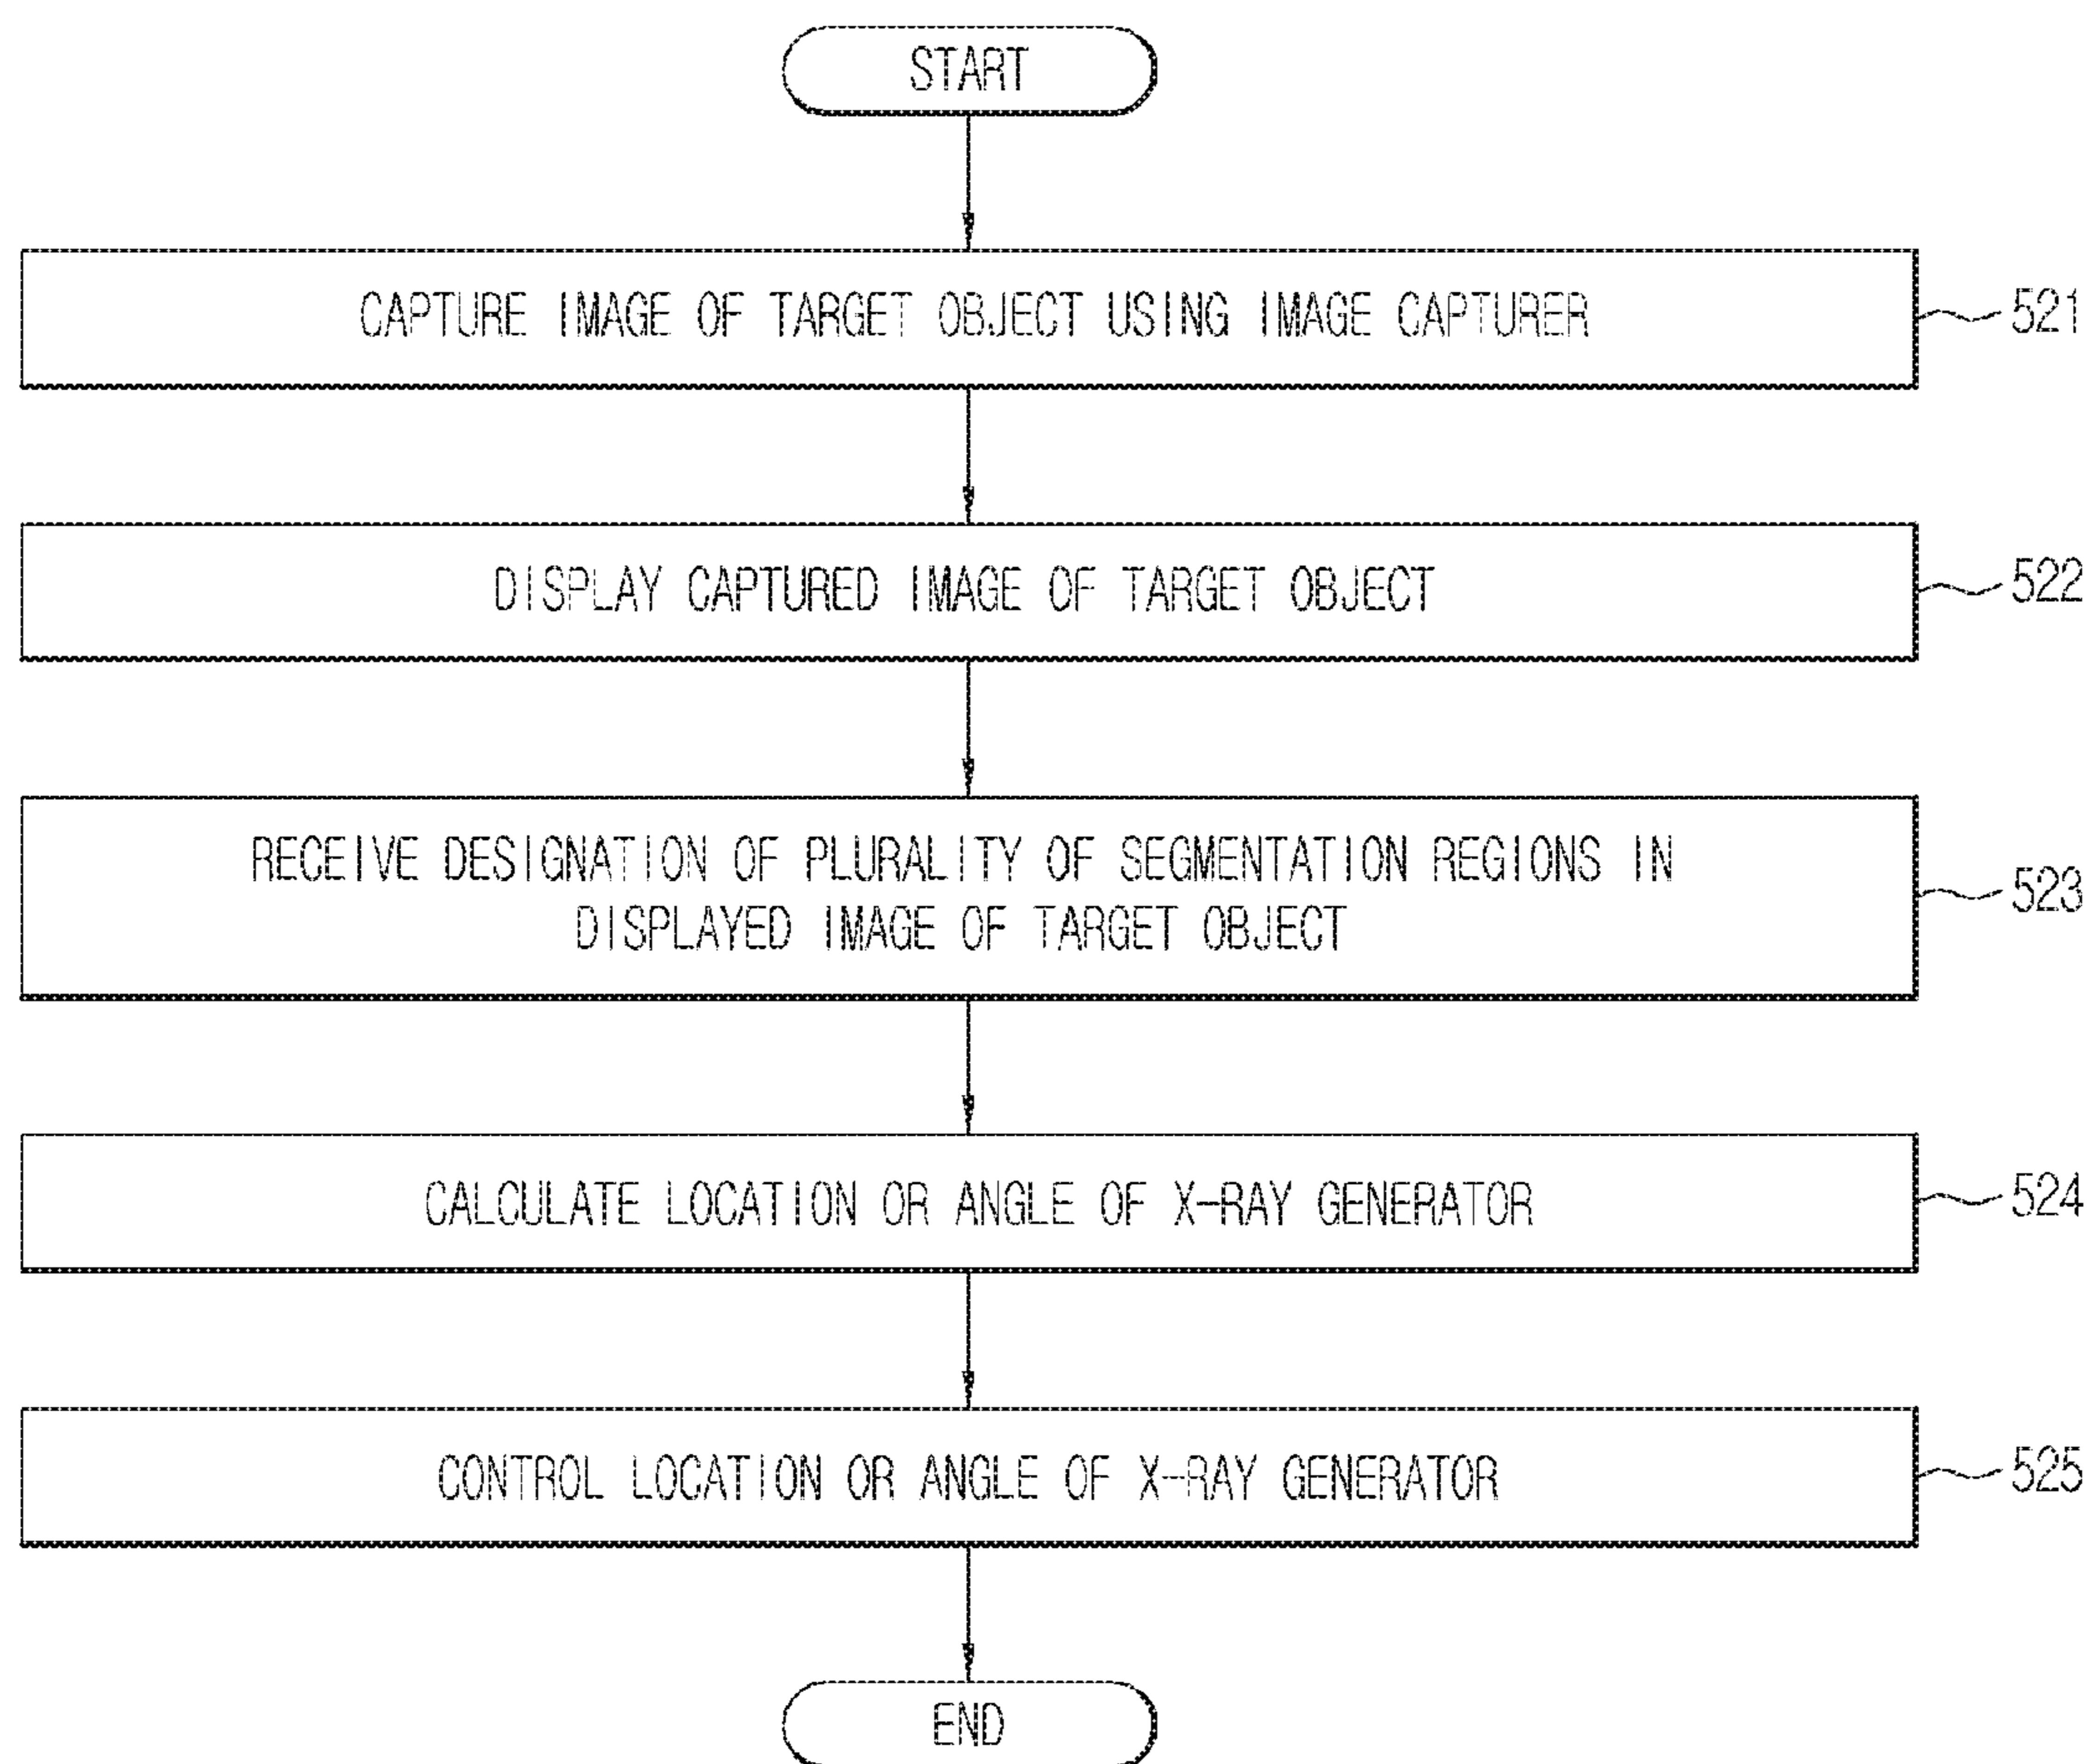 START
CAPTURE IMAGE OF TARGET OBJECT USING IMAGE CAPTURER
521
DISPLAY CAPTURED IMAGE OF TARGET OBJECT
522
RECEIVE DESIGNATION OF PLURALITY OF SEGMENTATION REGIONS IN
DISPLAYED IMAGE OF TARGET OBJECT
523
CALCULATE LOCATION OR ANGLE OF X-RAY GENERATOR
524
CONTROL LOCATION OR ANGLE OF X-RAY GENERATOR
525
END